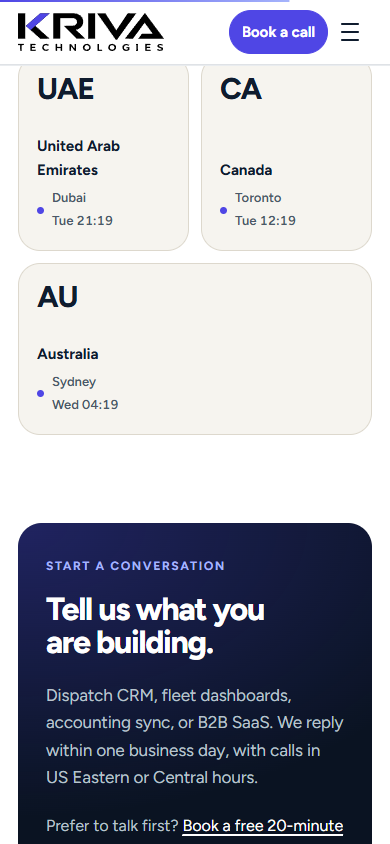 KRIVA
TECHNOLOGIES
Book a call
UAE
United Arab
Emirates
Dubai
Tue 21:19
CA
Canada
Toronto
Tue 12:19
AU
Australia
Sydney
Wed 04:19
START A CONVERSATION
Tell us what you
are building.
Dispatch CRM, fleet dashboards,
accounting sync, or B2B SaaS. We reply
within one business day, with calls in
US Eastern or Central hours.
Prefer to talk first? Book a free 20-minute